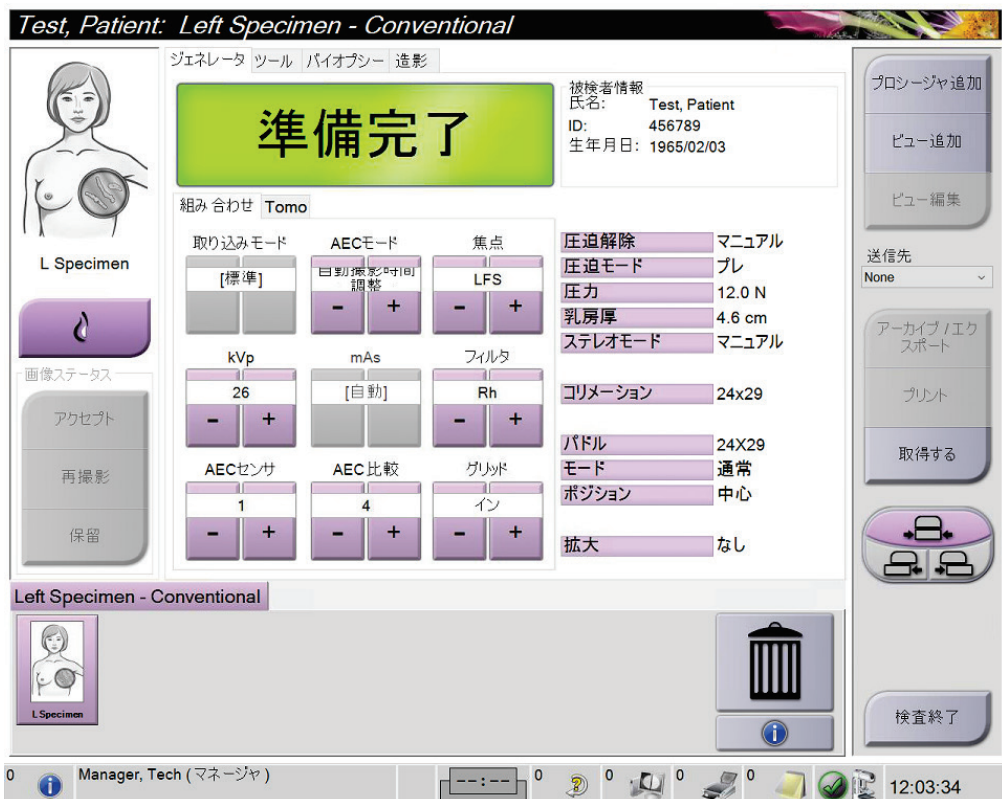 Test, Patient: Left Specimen - Conventional
ジェネレータ ツール バイオプシー 造影
準備完了
被検者情報
氏名: Test, Patient
ID: 456789
生年月日: 1965/02/03
L Specimen
画像ステータス
アクセプト
再撮影
保留
組み合わせ Tomo
取り込みモード AECモード 焦点
[標準] 自動撮影時間調整 LFS
- + - +
kVp mAs フィルタ
26 [自動] Rh
- + - +
AECセンサ AEC比較 グリッド
1 4 イン
- + - + - +
圧迫解除 マニュアル
圧迫モード プレ
圧力 12.0 N
乳房厚 4.6 cm
ステレオモード マニュアル
コリメーション 24x29
パドル 24X29
モード 通常
ポジション 中心
拡大 なし
プロシージャ追加
ビュー追加
ビュー編集
送信先
None
アーカイブ / エク
スポート
プリント
取得する
Left Specimen - Conventional
L Specimen
検査終了
0 Manager, Tech ( マネージャ ) --:-- 0 0 0 0 12:03:34